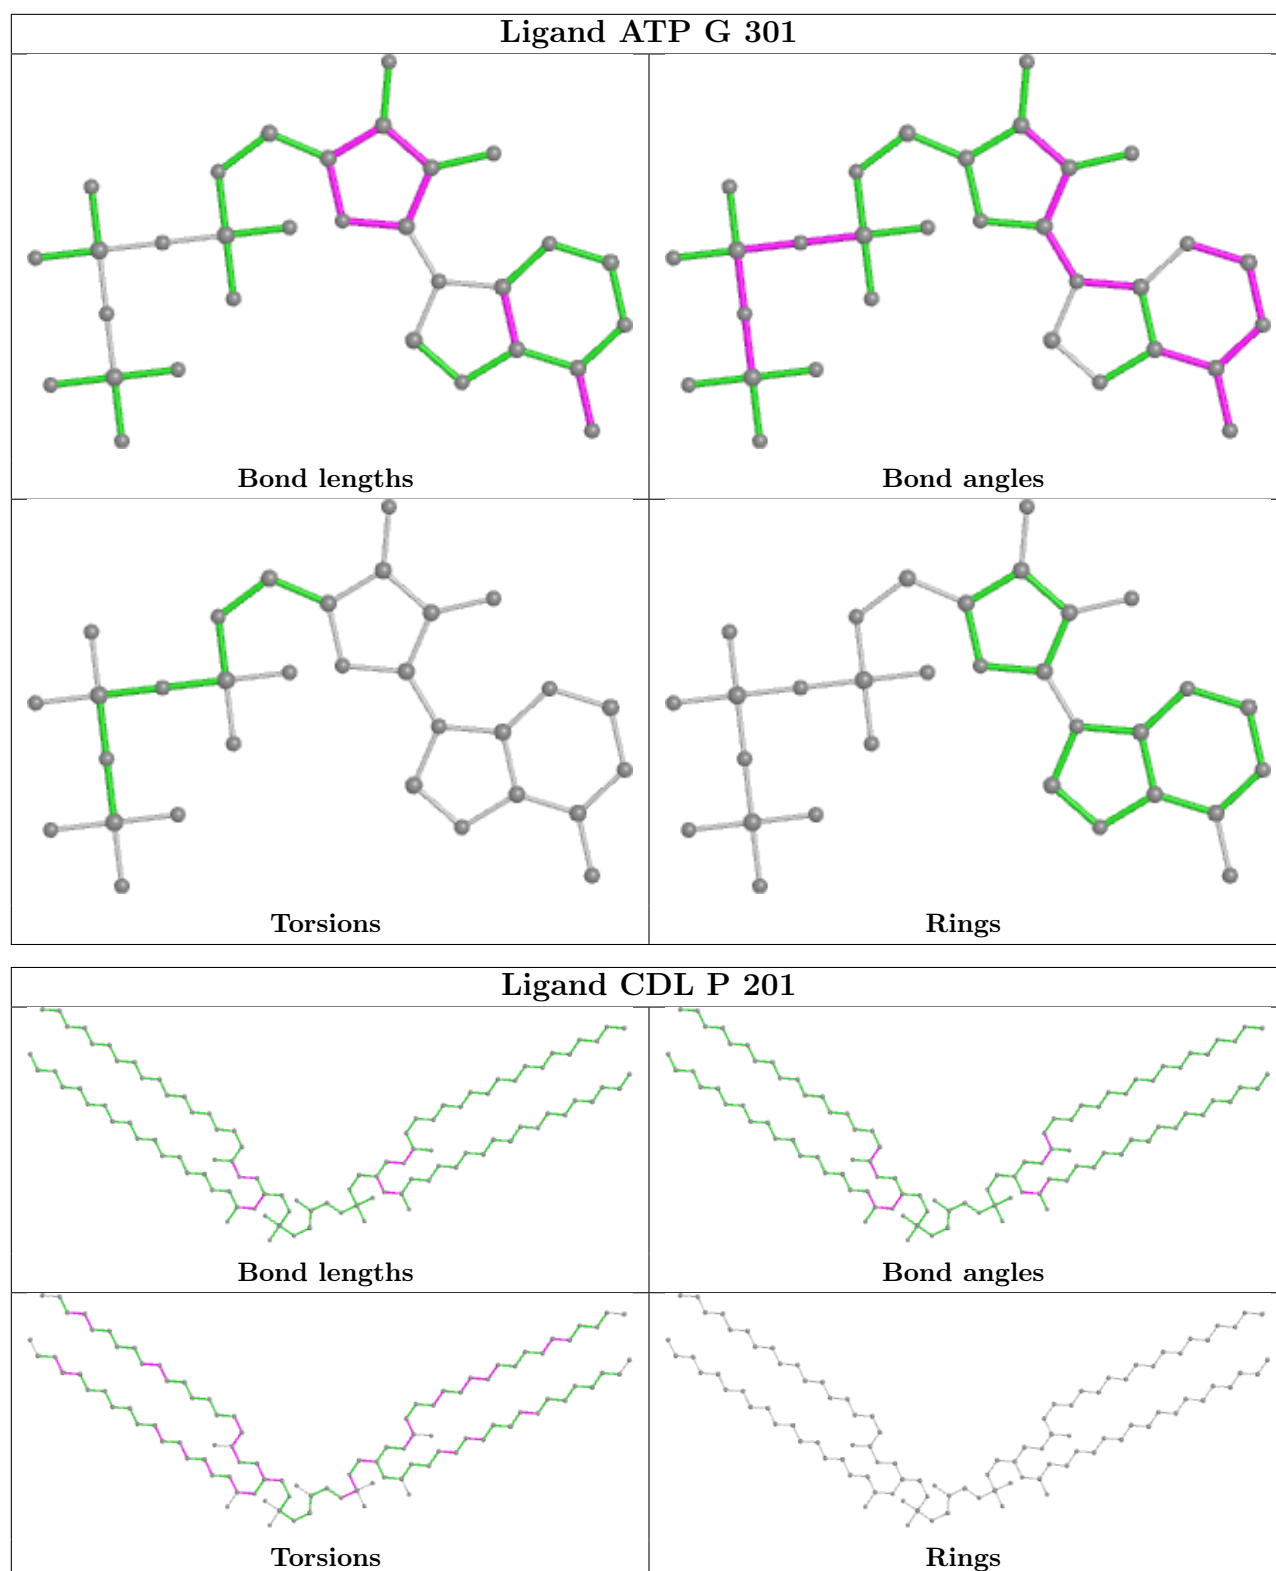 Ligand ATP G 301
Bond lengths
Bond angles
Torsions
Rings
Ligand CDL P 201
Bond lengths
Bond angles
Torsions
Rings